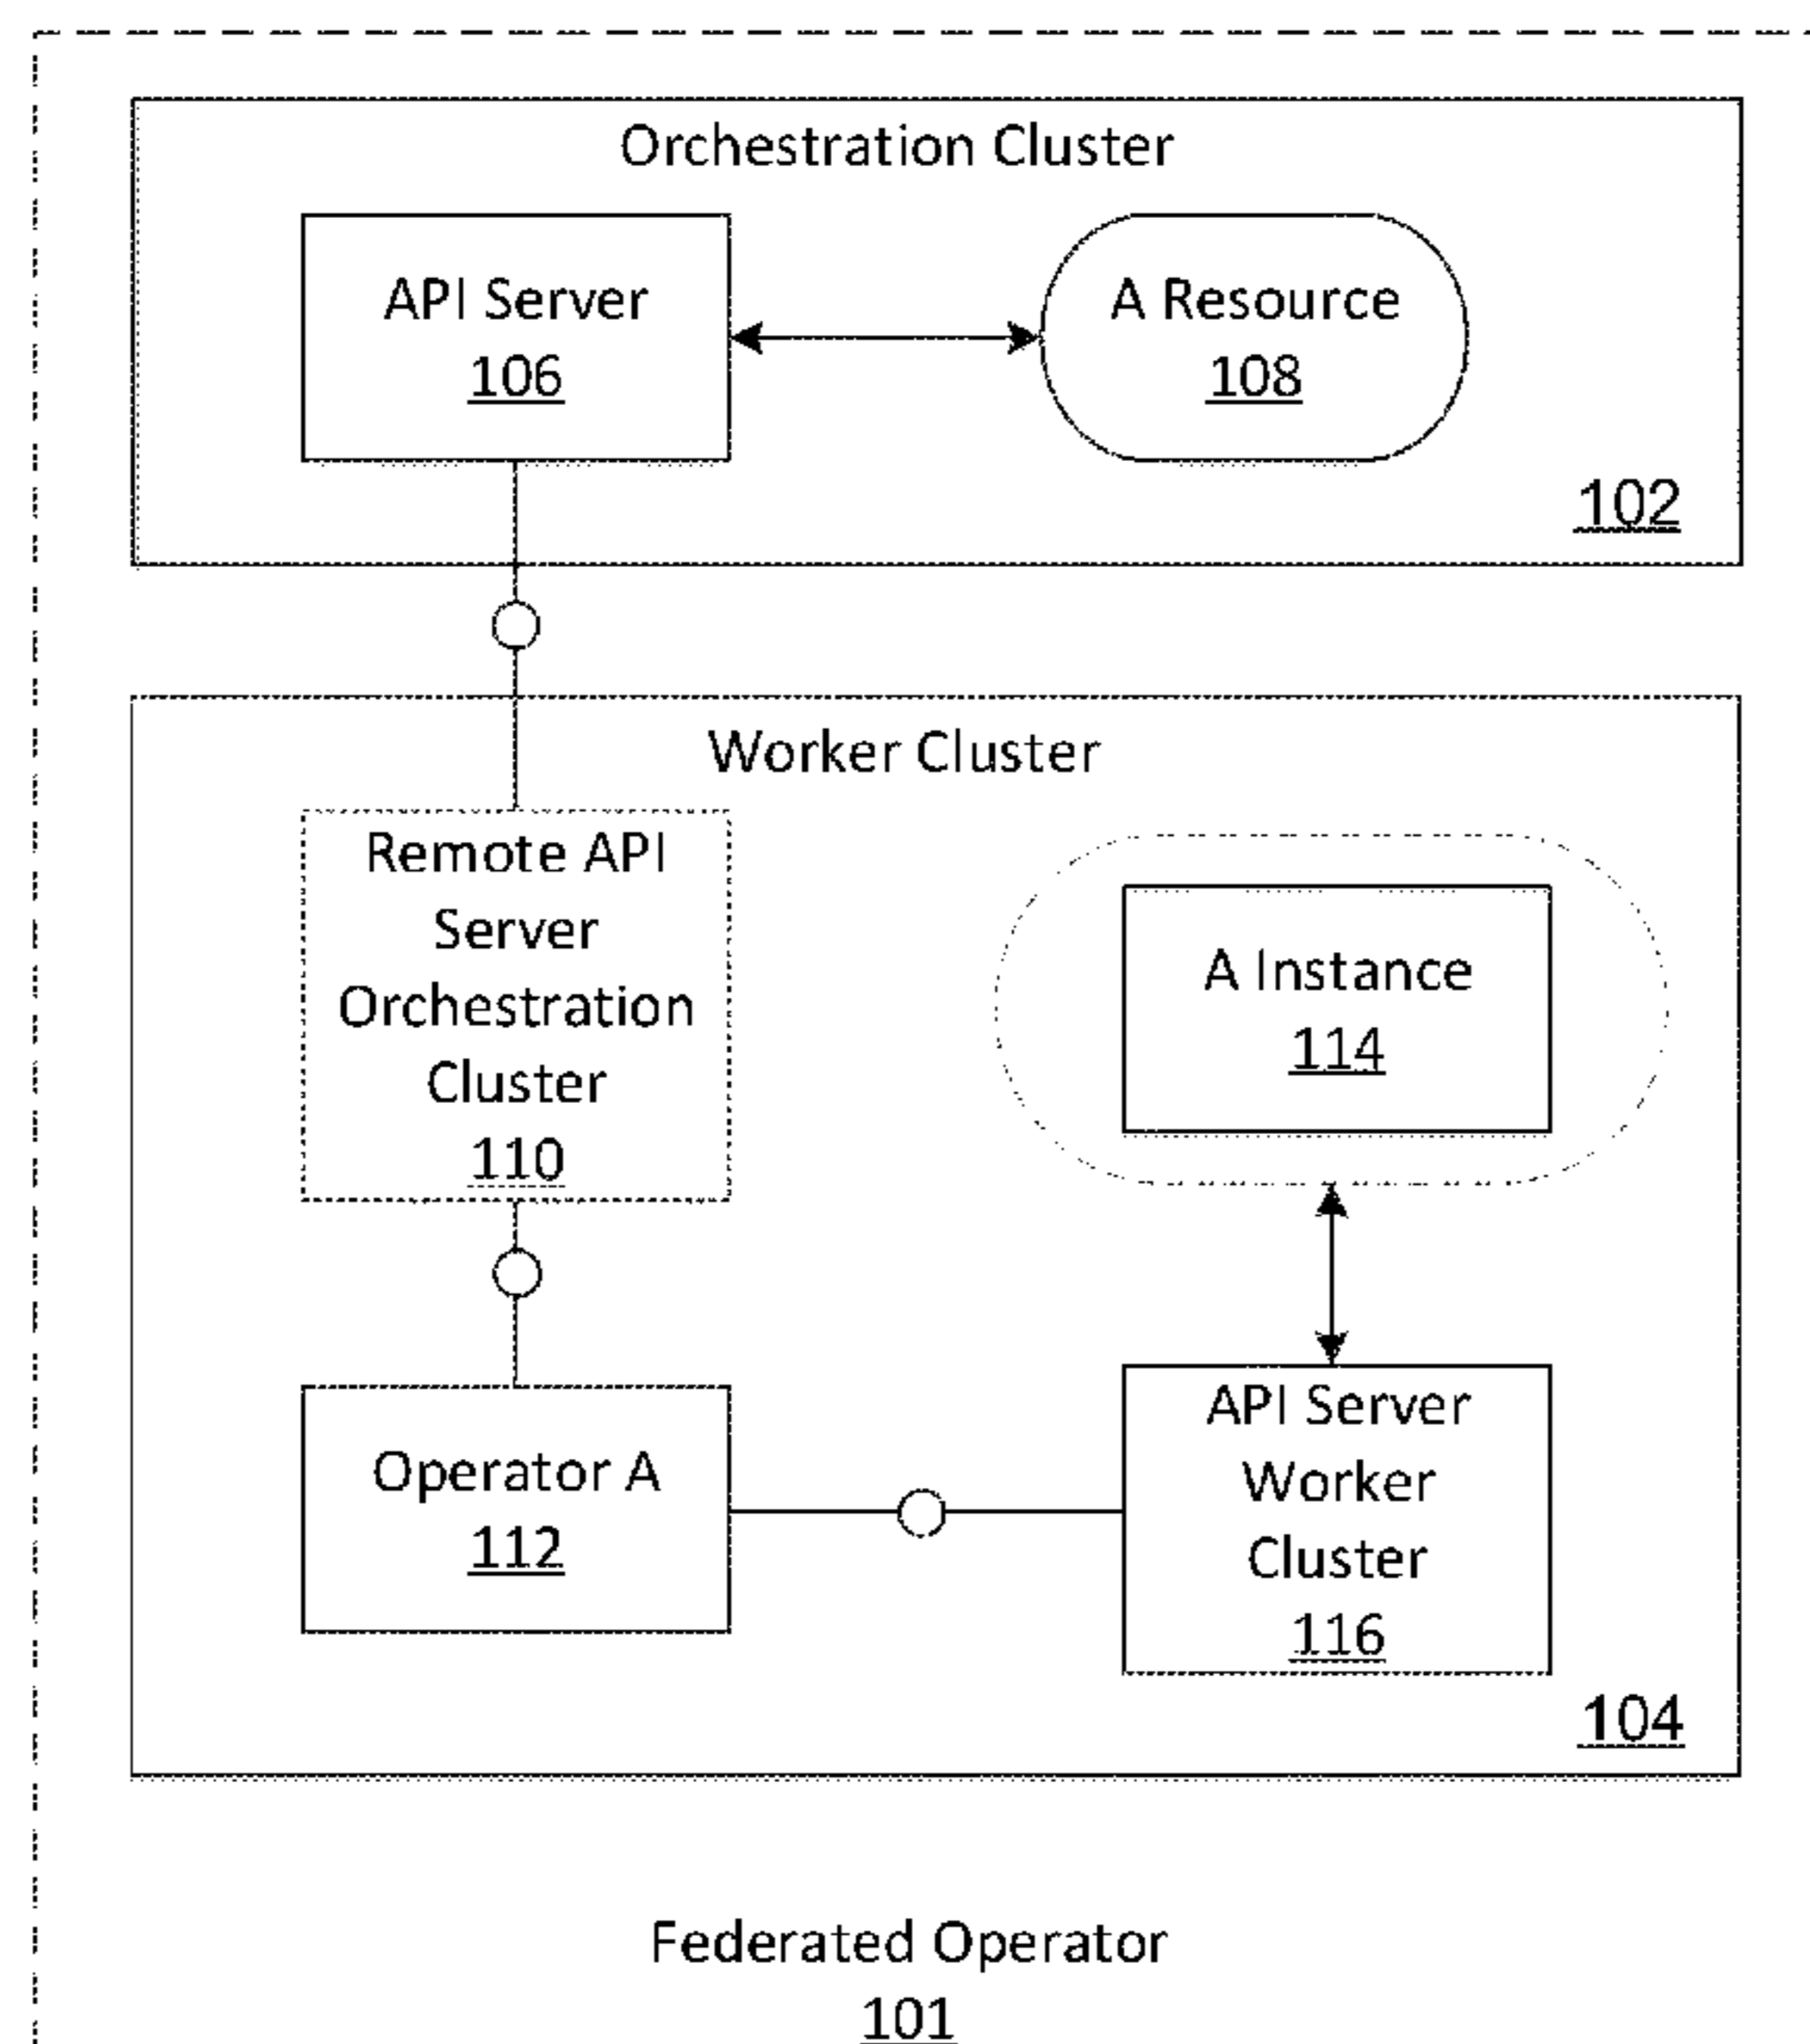 Orchestration Cluster
API Server
106
A Resource
108
102
Worker Cluster
Remote API
Server
Orchestration
Cluster
110
A Instance
114
Operator A
112
API Server
Worker
Cluster
116
104
Federated Operator
101